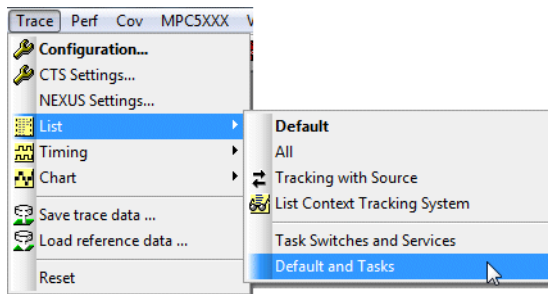 Trace Perf Cov MPC5XXX
Configuration...
CTS Settings...
NEXUS Settings...
List
Timing
Chart
Save trace data ...
Load reference data ...
Reset
Default
All
Tracking with Source
List Context Tracking System
Task Switches and Services
Default and Tasks